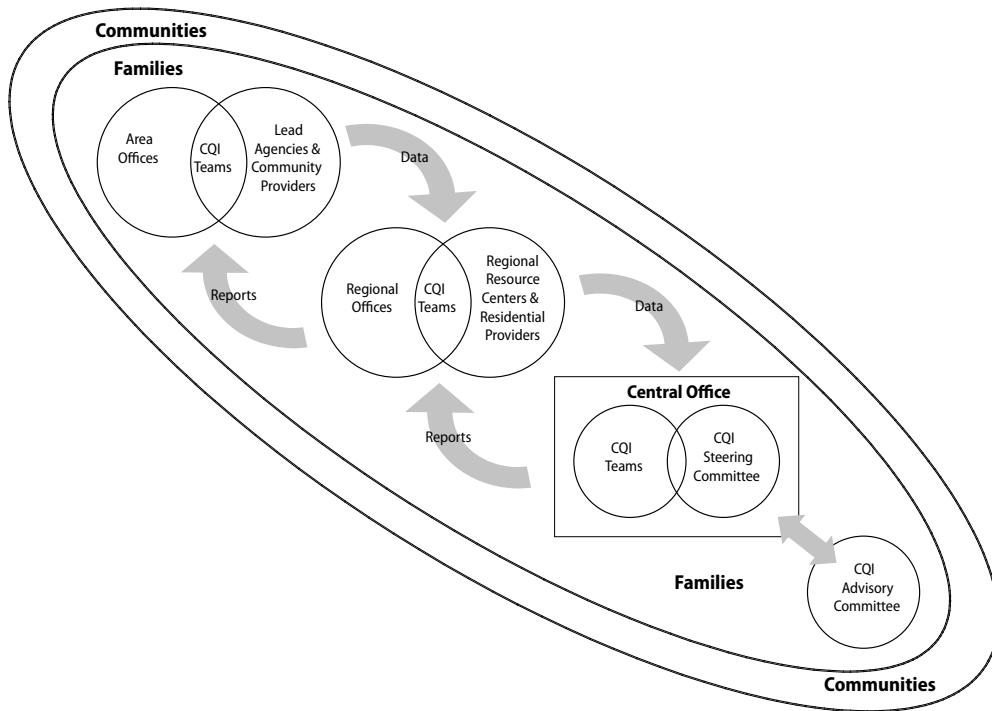 Communities
Families
Area
Offices
CQI
Teams
Lead
Agencies &
Community
Providers
Data
Reports
Regional
Offices
CQI
Teams
Regional
Resource
Centers &
Residential
Providers
Data
Reports
Central Office
CQI
Teams
CQI
Steering
Committee
Families
CQI
Advisory
Committee
Communities